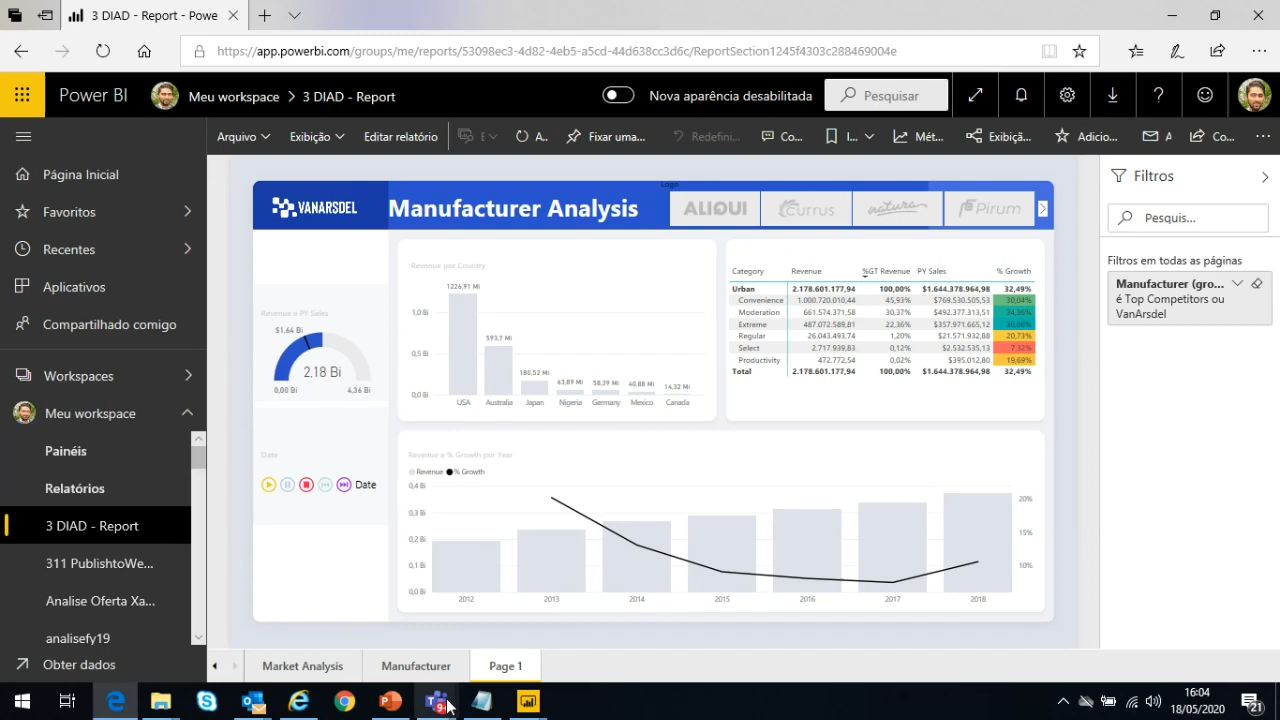 3 DIAD - Report - Powe
https://app.powerbi.com/groups/me/reports/53098ec3-4d82-4eb5-a5cd-44d638cc3d6c/ReportSection1245f4303c288469004e
Power BI
Meu workspace > 3 DIAD - Report
Nova aparência desabilitada
Pesquisar
Arquivo
Exibição
Editar relatório
E
A..
Fixar uma...
Redefini...
Co...
I...
Mét...
Exibiçã...
Adicio...
A
Co...
Página Inicial
Favoritos
Recentes
Aplicativos
Compartilhado comigo
Workspaces
Meu workspace
Painéis
Relatórios
3 DIAD - Report
311 PublishtoWe...
Analise Oferta Xa...
analisefy19
Obter dados
VANARSDEL
Manufacturer Analysis
Logo
ALIQUI
Currus
natura
Pirum
Revenue e PY Sales
$1,64 Bi
2,18 Bi
0,00 Bi
4,36 Bi
Date
Date
Revenue por Country
1226,91 Mi
593,7 Mi
180,52 Mi
63,89 Mi
58,39 Mi
40,88 Mi
14,32 Mi
1,0 Bi
0,5 Bi
0,0 Bi
USA Australia Japan Nigeria Germany Mexico Canada
Category Revenue %GT Revenue PY Sales % Growth
Urban 2.178.601.177,94 100,00% $1.644.378.964,98 32,49%
Convenience 1.000.720.010,44 45,93% $769.530.505,53 30,04%
Moderation 661.574.371,58 30,37% $492.377.313,51 34,36%
Extreme 487.072.589,81 22,36% $357.971.665,12 36,06%
Regular 26.043.493,74 1,20% $21.571.932,88 20,73%
Select 2.717.939,83 0,12% $2.532.535,13 7,32%
Productivity 472.772,54 0,02% $395.012,80 19,69%
Total 2.178.601.177,94 100,00% $1.644.378.964,98 32,49%
Revenue e % Growth por Year
Revenue % Growth
0,4 Bi
0,3 Bi
0,2 Bi
0,1 Bi
0,0 Bi
20%
15%
10%
2012 2013 2014 2015 2016 2017 2018
Filtros
Pesquis...
Filtros em todas as páginas
Manufacturer (gro...
é Top Competitors ou
VanArsdel
Market Analysis
Manufacturer
Page 1
16:04
18/05/2020
21